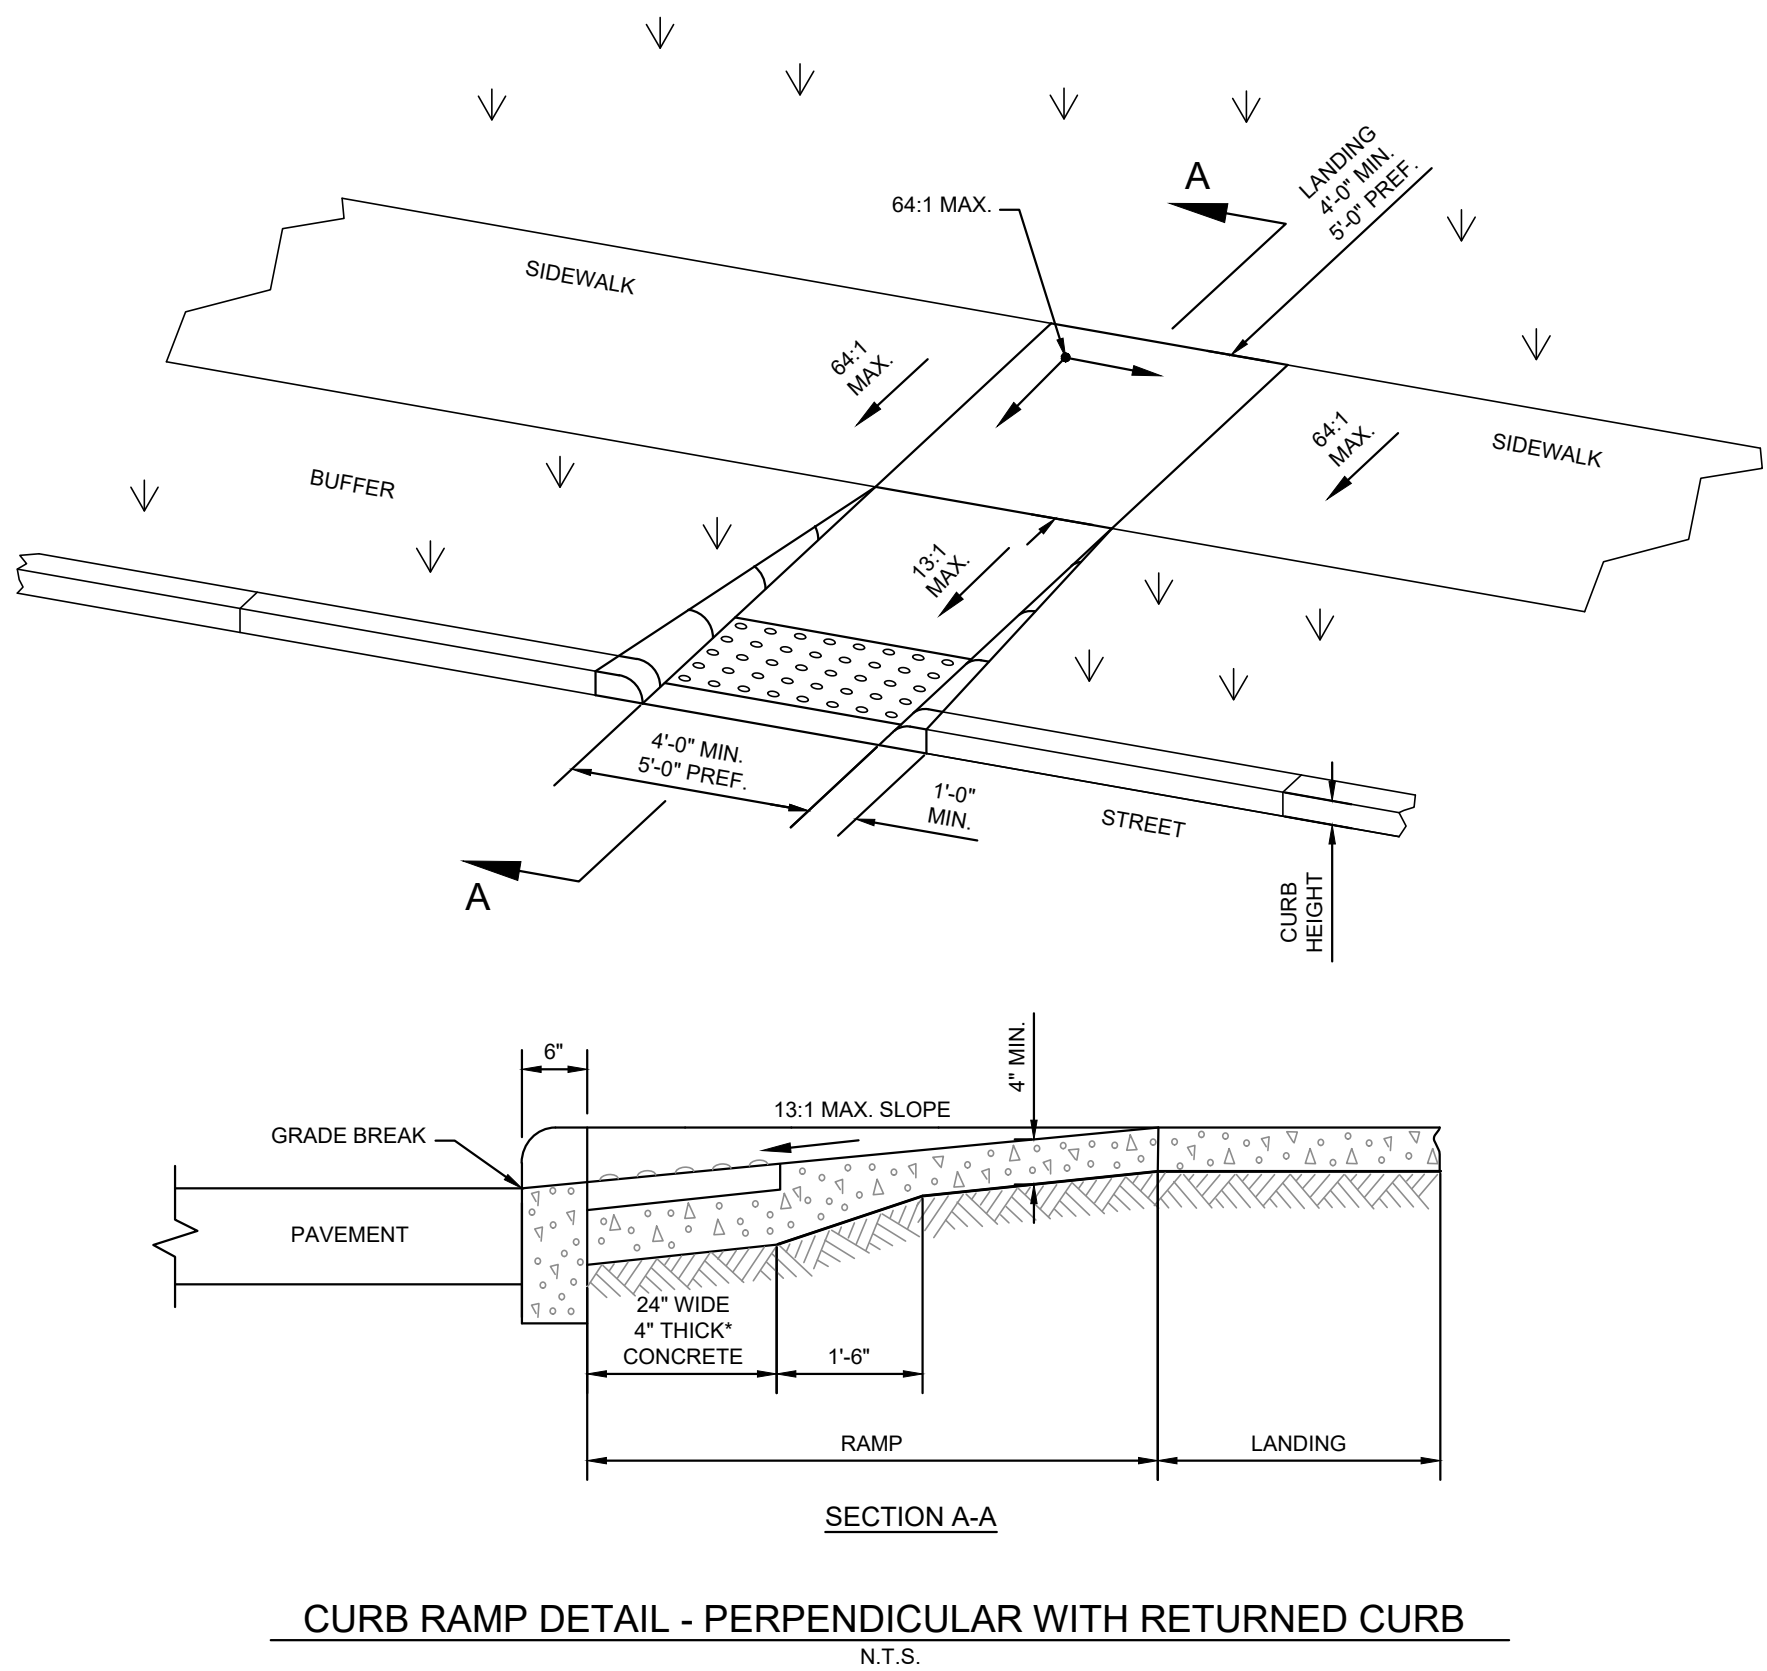 A
LANDING
4'-0" MIN.
5'-0" PREF.
64:1 MAX.
SIDEWALK
64:1
MAX.
64:1
MAX.
SIDEWALK
BUFFER
13:1
MAX.
4'-0" MIN.
5'-0" PREF.
1'-0"
MIN.
STREET
A
CURB
HEIGHT
6"
4" MIN.
13:1 MAX. SLOPE
GRADE BREAK
PAVEMENT
24" WIDE
4" THICK*
CONCRETE
1'-6"
RAMP
LANDING
SECTION A-A
CURB RAMP DETAIL - PERPENDICULAR WITH RETURNED CURB
N.T.S.